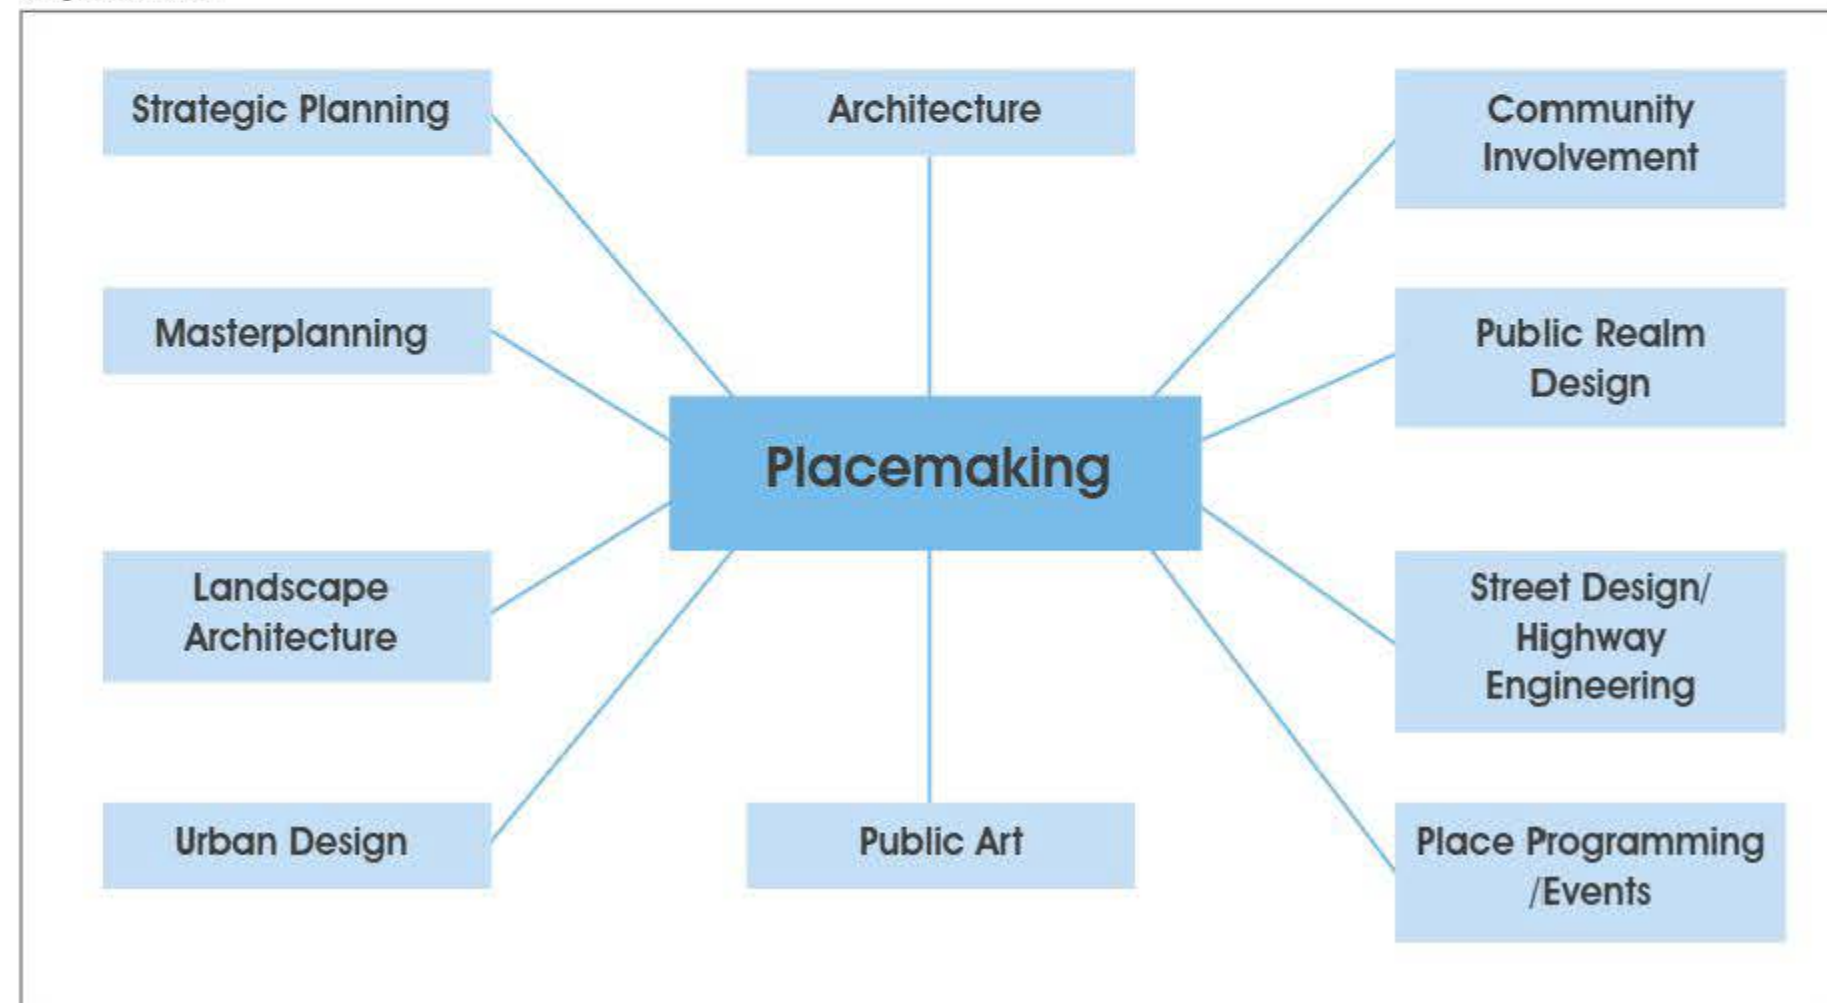 Strategic Planning
Architecture
Community
Involvement
Masterplanning
Public Realm
Design
Placemaking
Landscape
Architecture
Street Design/
Highway
Engineering
Urban Design
Public Art
Place Programming
/Events